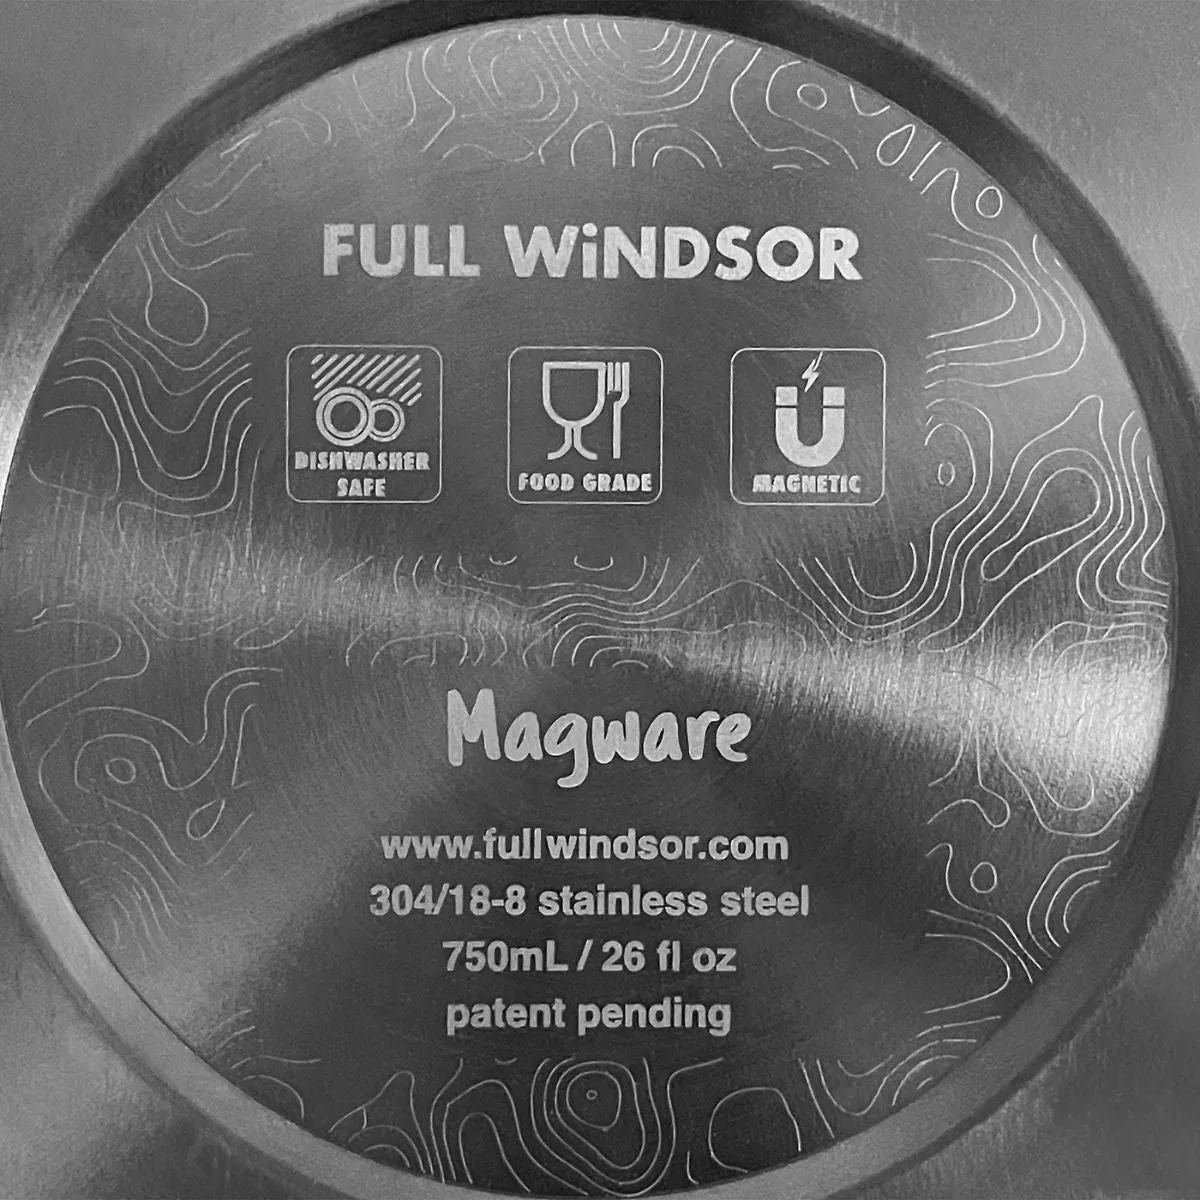 FULL WiNDSOR
DISHWASHER
SAFE
FOOD GRADE
MAGNETIC
Magware
www.fullwindsor.com
304/18-8 stainless steel
750mL / 26 fl oz
patent pending